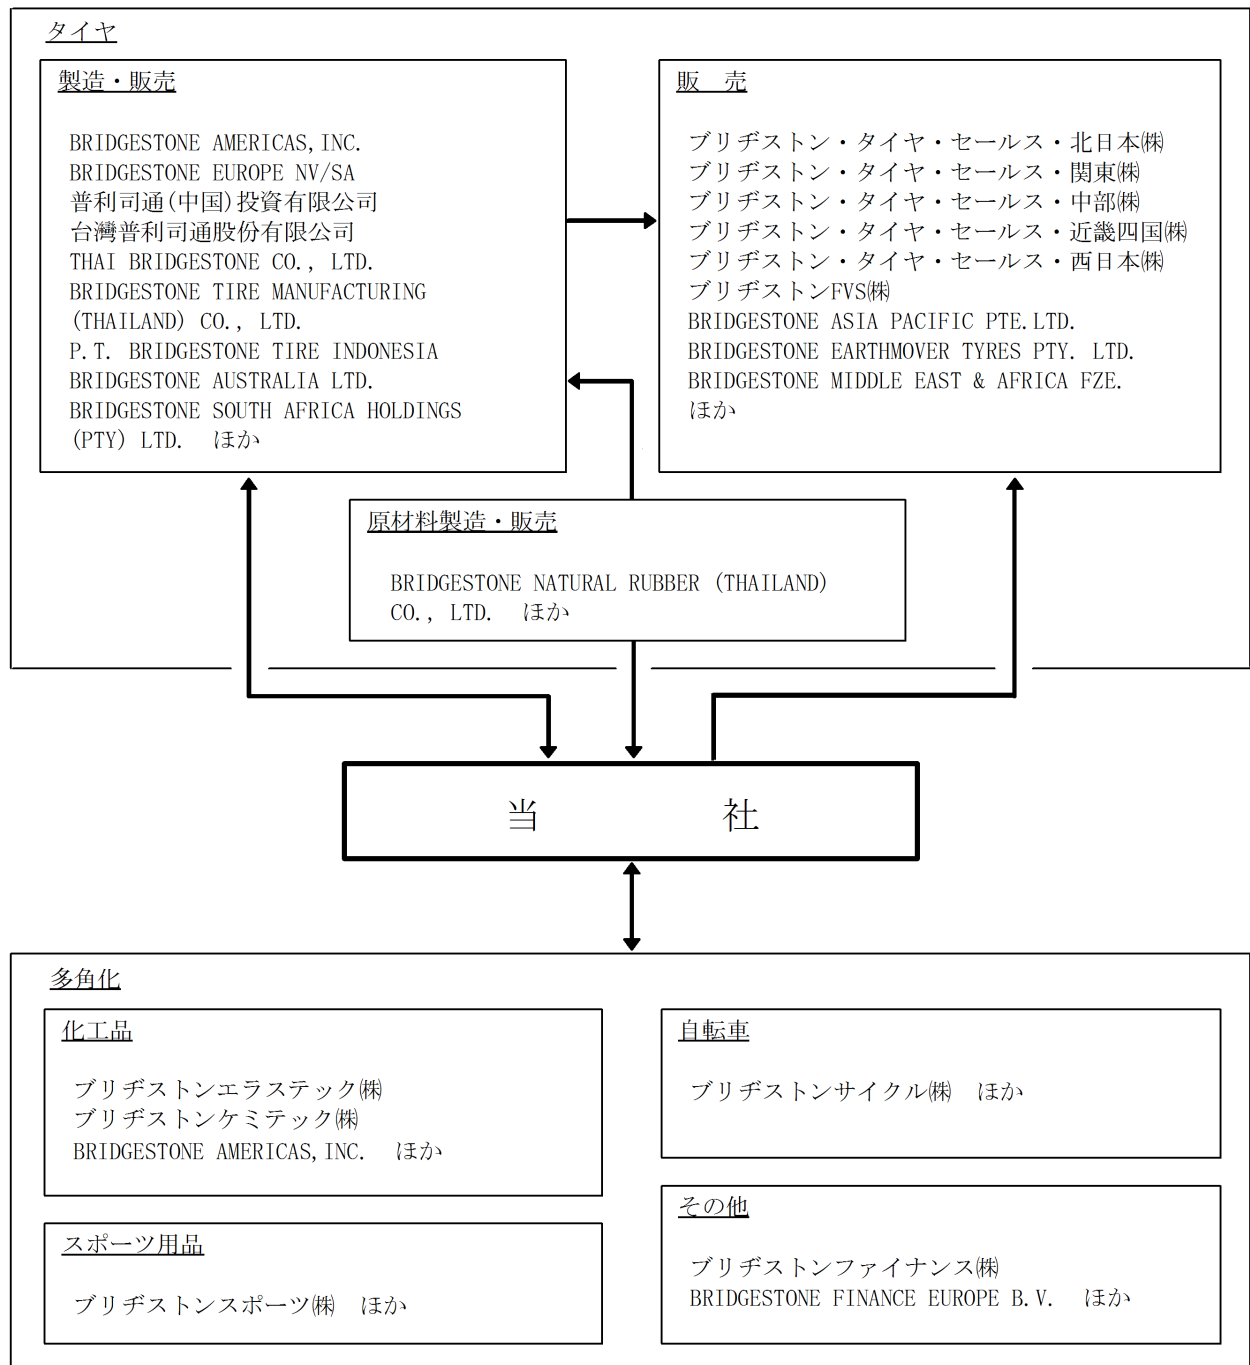 タイヤ
製造・販売
BRIDGESTONE AMERICAS,INC.
BRIDGESTONE EUROPE NV/SA
普利司通(中国)投資有限公司
台灣普利司通股份有限公司
THAI BRIDGESTONE CO., LTD.
BRIDGESTONE TIRE MANUFACTURING
(THAILAND) CO., LTD.
P.T. BRIDGESTONE TIRE INDONESIA
BRIDGESTONE AUSTRALIA LTD.
BRIDGESTONE SOUTH AFRICA HOLDINGS
(PTY) LTD. ほか
販 売
ブリヂストン・タイヤ・セールス・北日本㈱
ブリヂストン・タイヤ・セールス・関東㈱
ブリヂストン・タイヤ・セールス・中部㈱
ブリヂストン・タイヤ・セールス・近畿四国㈱
ブリヂストン・タイヤ・セールス・西日本㈱
ブリヂストンFVS㈱
BRIDGESTONE ASIA PACIFIC PTE.LTD.
BRIDGESTONE EARTHMOVER TYRES PTY. LTD.
BRIDGESTONE MIDDLE EAST & AFRICA FZE.
ほか
原材料製造・販売
BRIDGESTONE NATURAL RUBBER (THAILAND)
CO., LTD. ほか
当 社
多角化
化工品
ブリヂストンエラステック㈱
ブリヂストンケミテック㈱
BRIDGESTONE AMERICAS,INC. ほか
自転車
ブリヂストンサイクル㈱ ほか
スポーツ用品
ブリヂストンスポーツ㈱ ほか
その他
ブリヂストンファイナンス㈱
BRIDGESTONE FINANCE EUROPE B.V. ほか